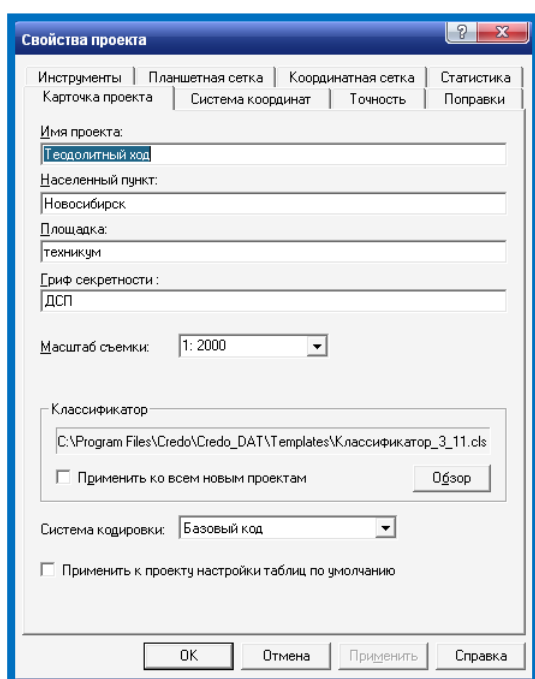 Свойства проекта
Инструменты Планшетная сетка Координатная сетка Статистика
Карточка проекта Система координат Точность Поправки
Имя проекта:
Теодолитный ход
Населенный пункт:
Новосибирск
Площадка:
техникум
Гриф секретности :
ДСП
Масштаб съемки: 1: 2000
Классификатор
C:\Program Files\Credo\Credo_DAT\Templates\Классификатор_3_11.cls
Применить ко всем новым проектам Обзор
Система кодировки: Базовый код
Применить к проекту настройки таблиц по умолчанию
OK Отмена Применить Справка